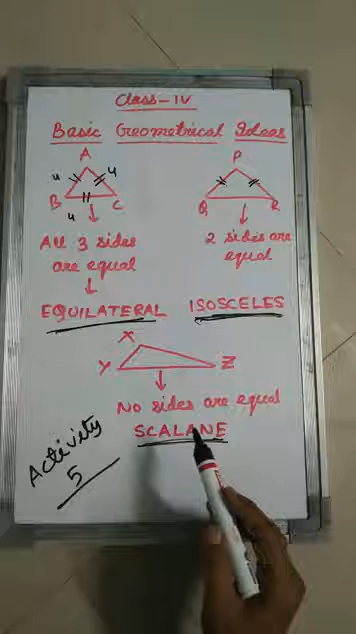 Class-IV
Basic Geometrical Ideas
A
4 4
B C
4
P
Q R
All 3 sides
are equal
EQUILATERAL
2 sides are
equal
ISOSCELES
X
Y Z
No sides are equal
SCALANE
Activity
5